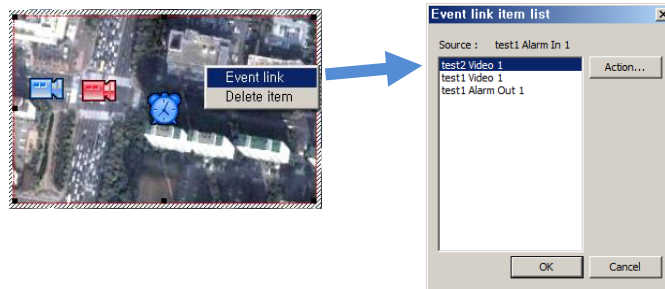 Event link
Delete item
Event link item list
Source : test1 Alarm In 1
test2 Video 1
test1 Video 1
test1 Alarm Out 1
Action...
OK
Cancel